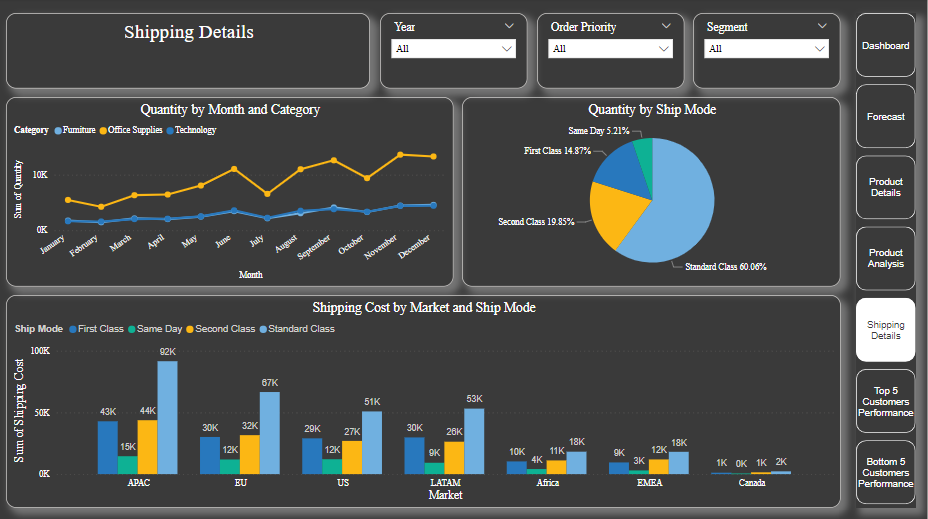 Shipping Details
Year
All
Order Priority
All
Segment
All
Dashboard
Forecast
Product
Details
Product
Analysis
Shipping
Details
Top 5
Customers
Performance
Bottom 5
Customers
Performance
Quantity by Month and Category
Category Furniture Office Supplies Technology
Sum of Quantity
10K
0K
January
February
March
April
May
June
July
August
September
October
November
December
Month
Quantity by Ship Mode
Same Day 5.21%
First Class 14.87%
Second Class 19.85%
Standard Class 60.06%
Shipping Cost by Market and Ship Mode
Ship Mode First Class Same Day Second Class Standard Class
Sum of Shipping Cost
100K
50K
0K
43K 15K 44K 92K
30K 12K 32K 67K
29K 12K 27K 51K
30K 9K 26K 53K
10K 4K 11K 18K
9K 3K 12K 18K
1K 0K 1K 2K
APAC EU US LATAM Africa EMEA Canada
Market